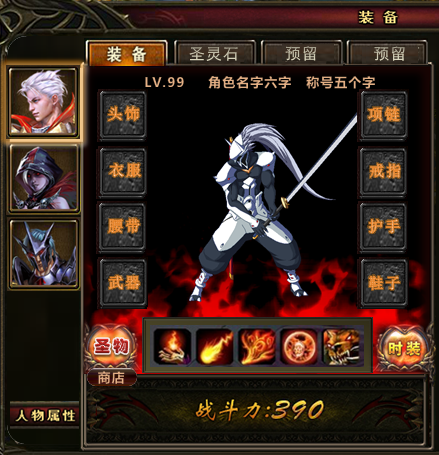 装备
装备 圣灵石 预留 预留
LV.99 角色名字六字 称号五个字
头饰 项链
衣服 戒指
腰带 护手
武器 鞋子
圣物 时装
商店
人物属性 战斗力:390